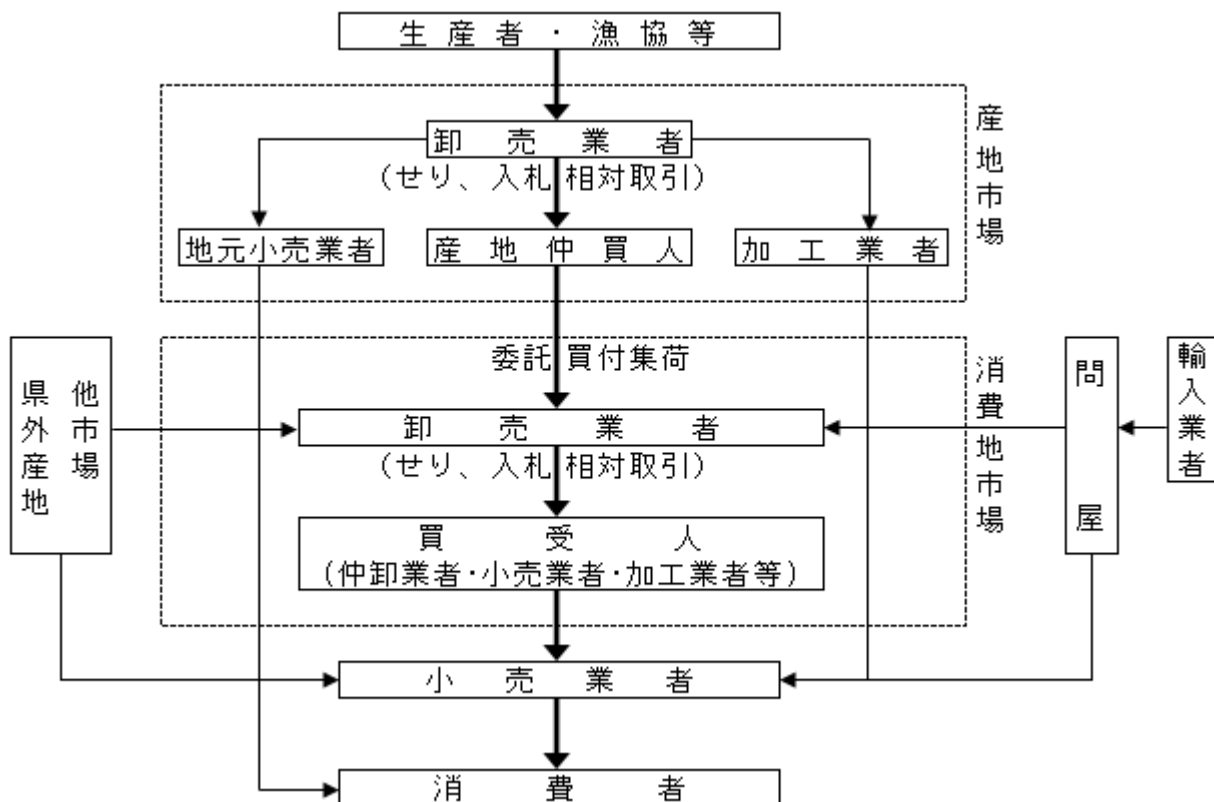 生産者・漁協等
卸売業者
(せり、入札 相対取引)
産地市場
地元小売業者
産地仲買人
加工業者
委託 買付集荷
県外産地
他市場
卸売業者
(せり、入札 相対取引)
消費地市場
問屋
輸入業者
買受人
(仲卸業者・小売業者・加工業者等)
小売業者
消費者